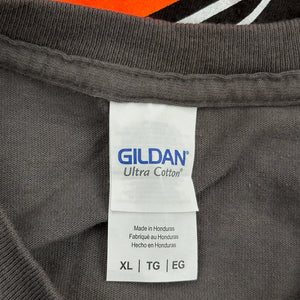 GILDAN®
Ultra Cotton®
Made in Honduras
Fabriqué au Honduras
Hecho en Honduras
XL | TG | EG